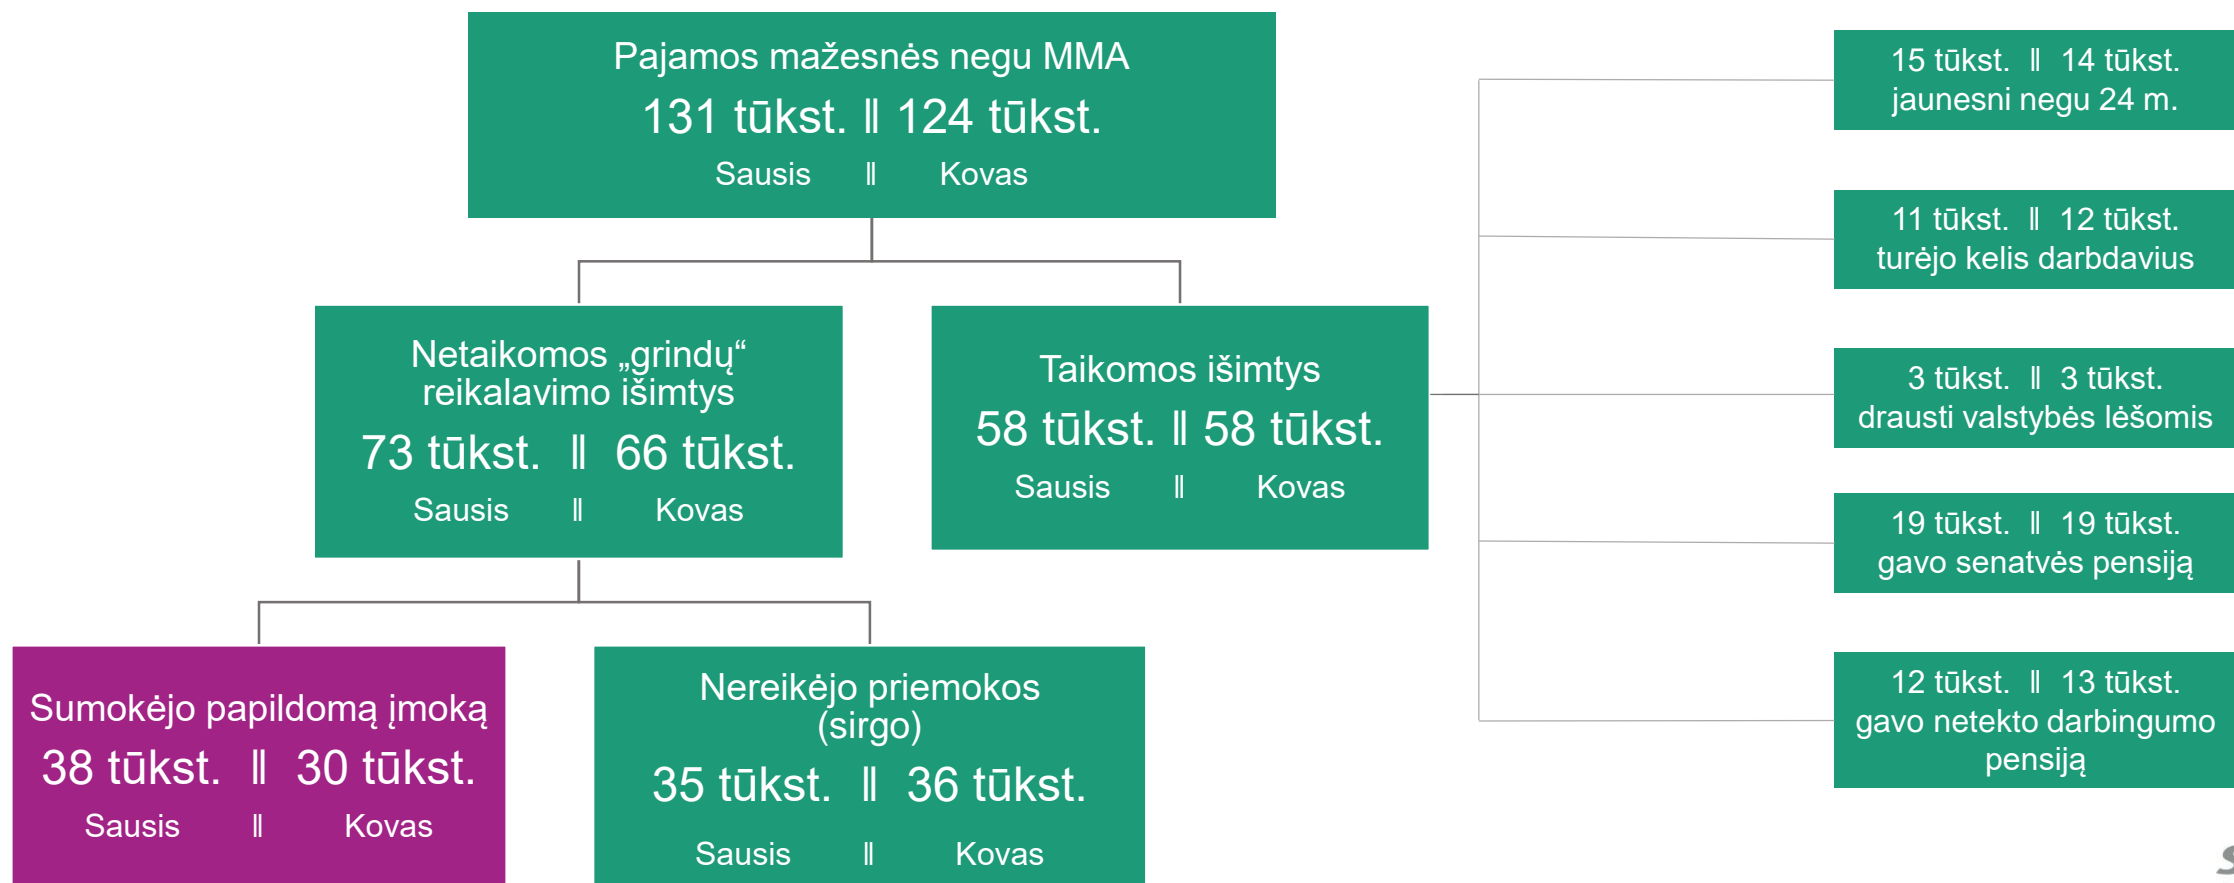 Pajamos mažesnės negu MMA
131 tūkst. ǁ 124 tūkst.
Sausis ǁ Kovas
Netaikomos „grindų“
reikalavimo išimtys
73 tūkst. ǁ 66 tūkst.
Sausis ǁ Kovas
Taikomos išimtys
58 tūkst. ǁ 58 tūkst.
Sausis ǁ Kovas
Sumokėjo papildomą įmoką
38 tūkst. ǁ 30 tūkst.
Sausis ǁ Kovas
Nereikėjo priemokos
(sirgo)
35 tūkst. ǁ 36 tūkst.
Sausis ǁ Kovas
15 tūkst. ǁ 14 tūkst.
jaunesni negu 24 m.
11 tūkst. ǁ 12 tūkst.
turėjo kelis darbdavius
3 tūkst. ǁ 3 tūkst.
drausti valstybės lėšomis
19 tūkst. ǁ 19 tūkst.
gavo senatvės pensiją
12 tūkst. ǁ 13 tūkst.
gavo netekto darbingumo
pensiją